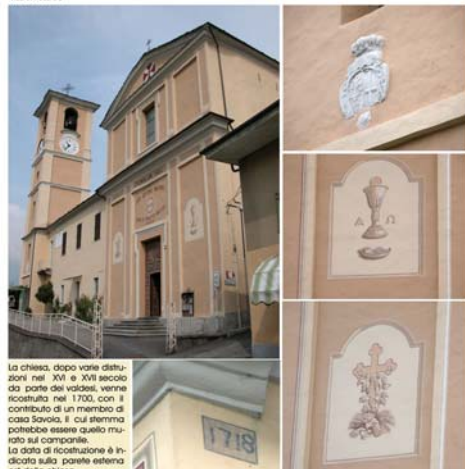 La chiesa, dopo varie distru-
zioni nel XVI e XVII secolo
da parte dei valdesi, venne
ricostruita nel 1700, con il
contributo di un membro di
casa Savoia, il cui stemma
potrebbe essere quello mu-
rato sul campanile.
La data di ricostruzione è in-
dicata sulla parete esterna
1718
Α Ω